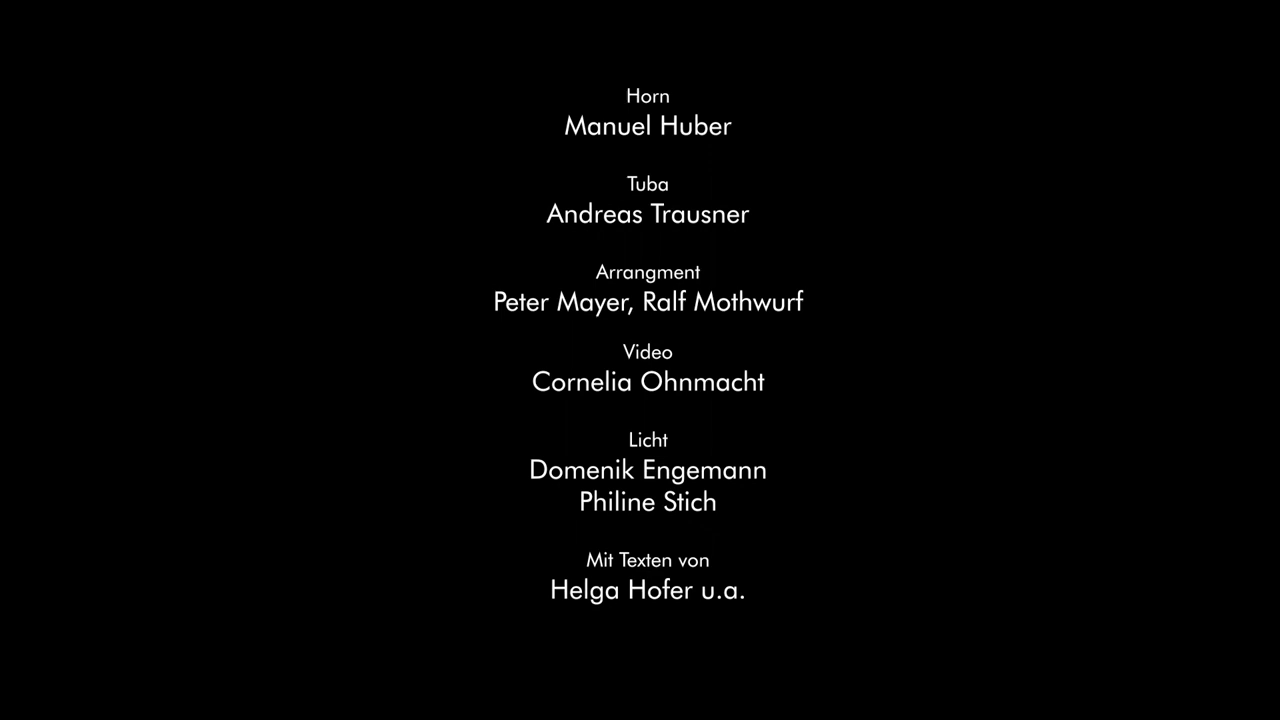 Horn
Manuel Huber
Tuba
Andreas Trausner
Arrangment
Peter Mayer, Ralf Mothwurf
Video
Cornelia Ohnmacht
Licht
Domenik Engemann
Philine Stich
Mit Texten von
Helga Hofer u.a.